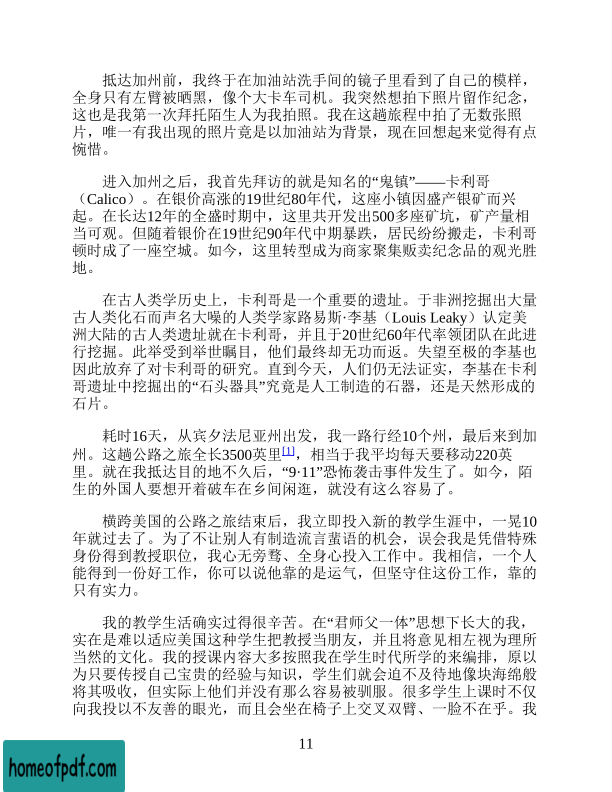 抵达加州前，我终于在加油站洗手间的镜子里看到了自己的模样，
全身只有左臂被晒黑，像个大卡车司机。我突然想拍下照片留作纪念，
这也是我第一次拜托陌生人为我拍照。我在这趟旅程中拍了无数张照
片，唯一有我出现的照片竟是以加油站为背景，现在回想起来觉得有点
惋惜。
进入加州之后，我首先拜访的就是知名的“鬼镇”——卡利哥
（Calico）。在银价高涨的19世纪80年代，这座小镇因盛产银矿而兴
起。在长达12年的全盛时期中，这里共开发出500多座矿坑，矿产量相
当可观。但随着银价在19世纪90年代中期暴跌，居民纷纷搬走，卡利哥
顿时成了一座空城。如今，这里转型成为商家聚集贩卖纪念品的观光胜
地。
在古人类学历史上，卡利哥是一个重要的遗址。于非洲挖掘出大量
古人类化石而声名大噪的人类学家路易斯·李基（Louis Leaky）认定美
洲大陆的古人类遗址就在卡利哥，并且于20世纪60年代率领团队在此进
行挖掘。此举受到举世瞩目，他们最终却无功而返。失望至极的李基也
因此放弃了对卡利哥的研究。直到今天，人们仍无法证实，李基在卡利
哥遗址中挖掘出的“石头器具”究竟是人工制造的石器，还是天然形成的
石片。
耗时16天，从宾夕法尼亚州出发，我一路行经10个州，最后来到加
州。这趟公路之旅全长3500英里[1]，相当于我平均每天要移动220英
里。就在我抵达目的地不久后，“9·11”恐怖袭击事件发生了。如今，陌
生的外国人要想开着破车在乡间闲逛，就没有这么容易了。
横跨美国的公路之旅结束后，我立即投入新的教学生涯中，一晃10
年就过去了。为了不让别人有制造流言蜚语的机会，误会我是凭借特殊
身份得到教授职位，我心无旁骛、全身心投入工作中。我相信，一个人
能得到一份好工作，你可以说他靠的是运气，但坚守住这份工作，靠的
只有实力。
我的教学生活确实过得很辛苦。在“君师父一体”思想下长大的我，
实在是难以适应美国这种学生把教授当朋友，并且将意见相左视为理所
当然的文化。我的授课内容大多按照我在学生时代所学的来编排，原以
为只要传授自己宝贵的经验与知识，学生们就会迫不及待地像块海绵般
将其吸收，但实际上他们并没有那么容易被驯服。很多学生上课时不仅
向我投以不友善的眼光，而且会坐在椅子上交叉双臂、一脸不在乎。我
11
homeofpdf.com